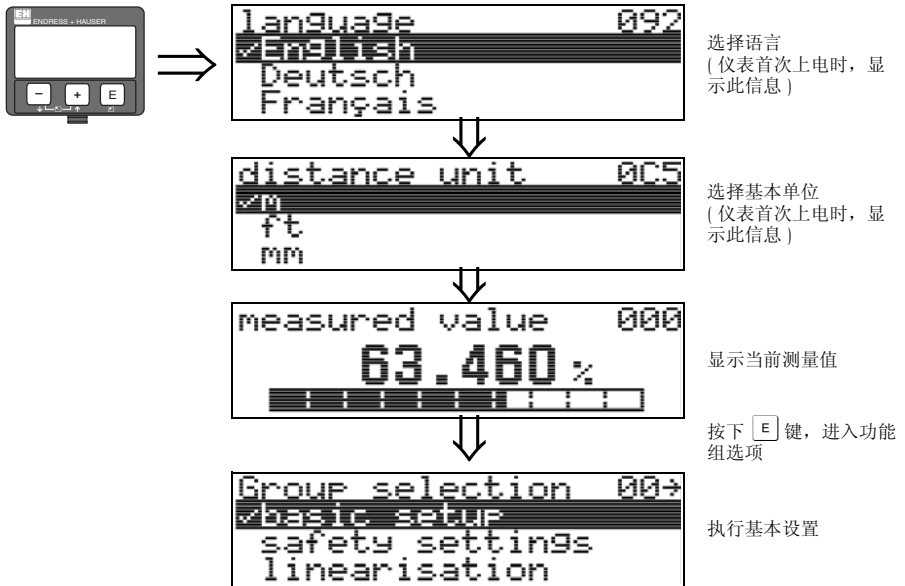 EH ENDRESS + HAUSER
- + E
language 092
✓English
Deutsch
Français
选择语言
( 仪表首次上电时，显
示此信息 )
distance unit 0C5
✓m
ft
mm
选择基本单位
( 仪表首次上电时，显
示此信息 )
measured value 000
63.460 %
显示当前测量值
按下 E 键，进入功能
组选项
Group selection 00→
✓basic setup
safety settings
linearisation
执行基本设置